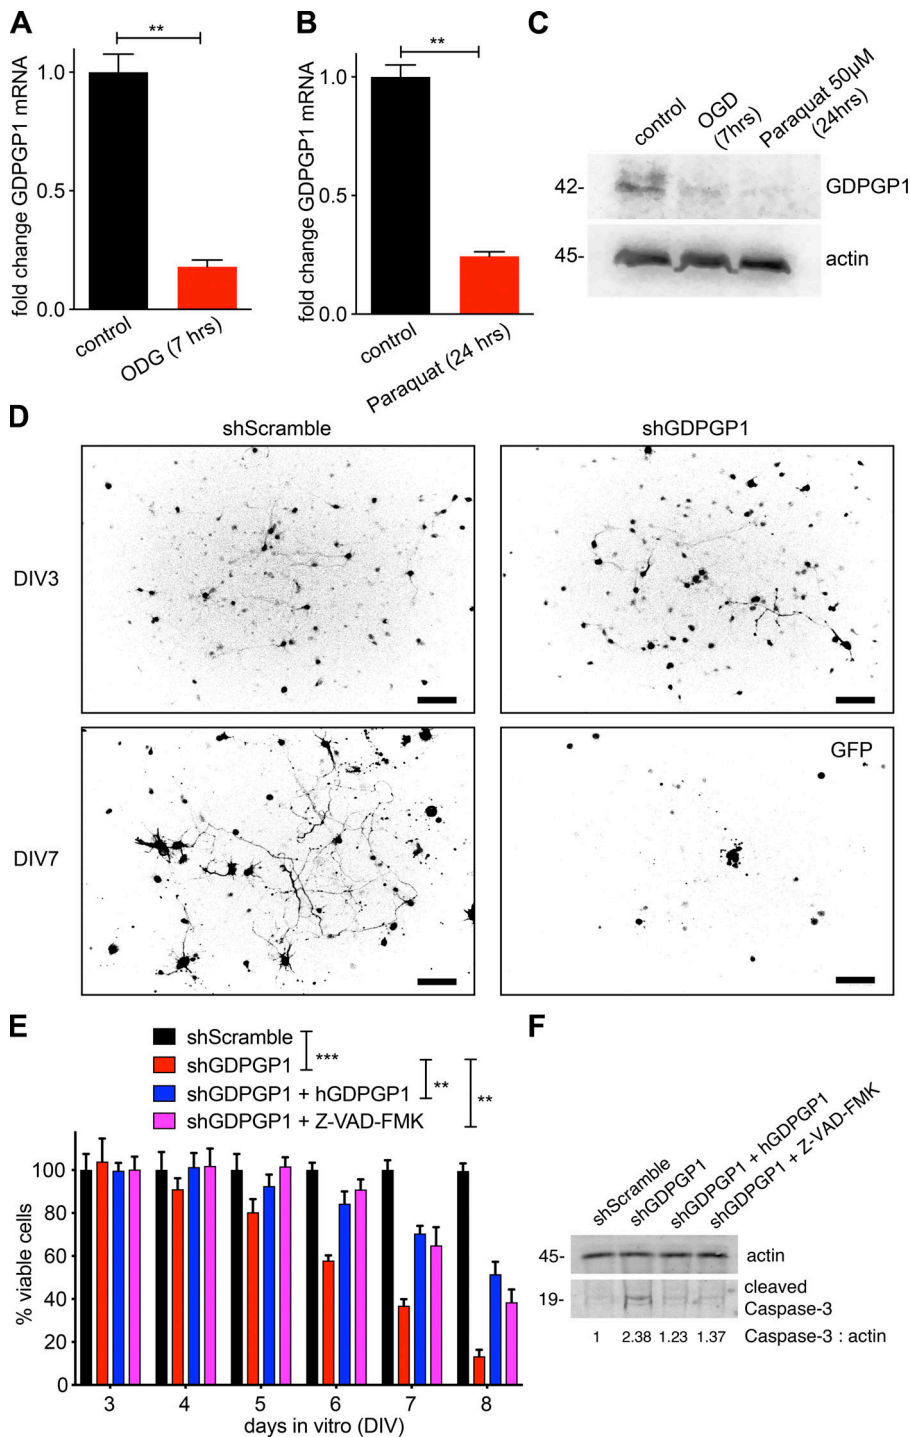 A
**
fold change GDPGP1 mRNA
1.0
0.5
0.0
control
ODG (7 hrs)
B
**
fold change GDPGP1 mRNA
1.0
0.5
0.0
control
Paraquat (24 hrs)
C
control
OGD
(7hrs)
Paraquat 50µM
(24hrs)
42-
GDPGP1
45-
actin
D
shScramble
shGDPGP1
DIV3
DIV7
GFP
E
shScramble
shGDPGP1
shGDPGP1 + hGDPGP1
shGDPGP1 + Z-VAD-FMK
***
**
**
% viable cells
100
80
60
40
20
0
3 4 5 6 7 8
days in vitro (DIV)
F
shScramble
shGDPGP1
shGDPGP1 + hGDPGP1
shGDPGP1 + Z-VAD-FMK
45-
actin
19-
cleaved
Caspase-3
1 2.38 1.23 1.37 Caspase-3 : actin